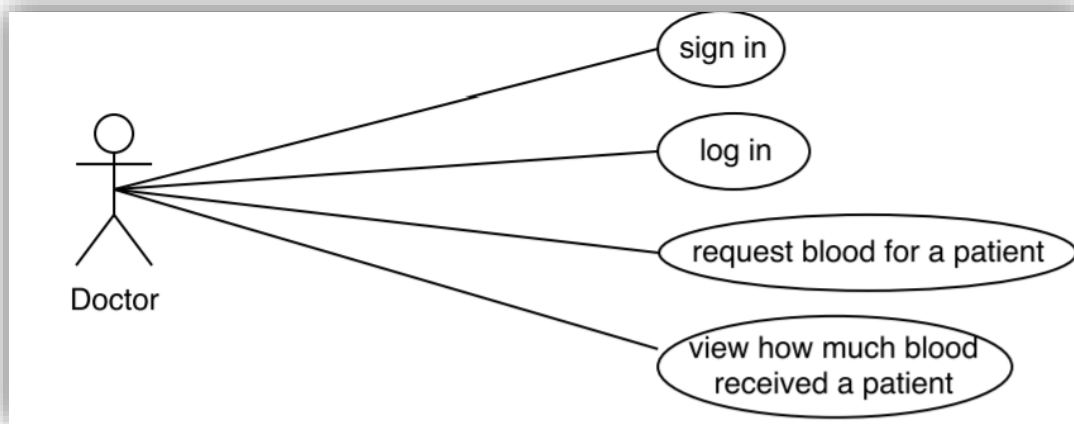 sign in
log in
request blood for a patient
Doctor
view how much blood
received a patient